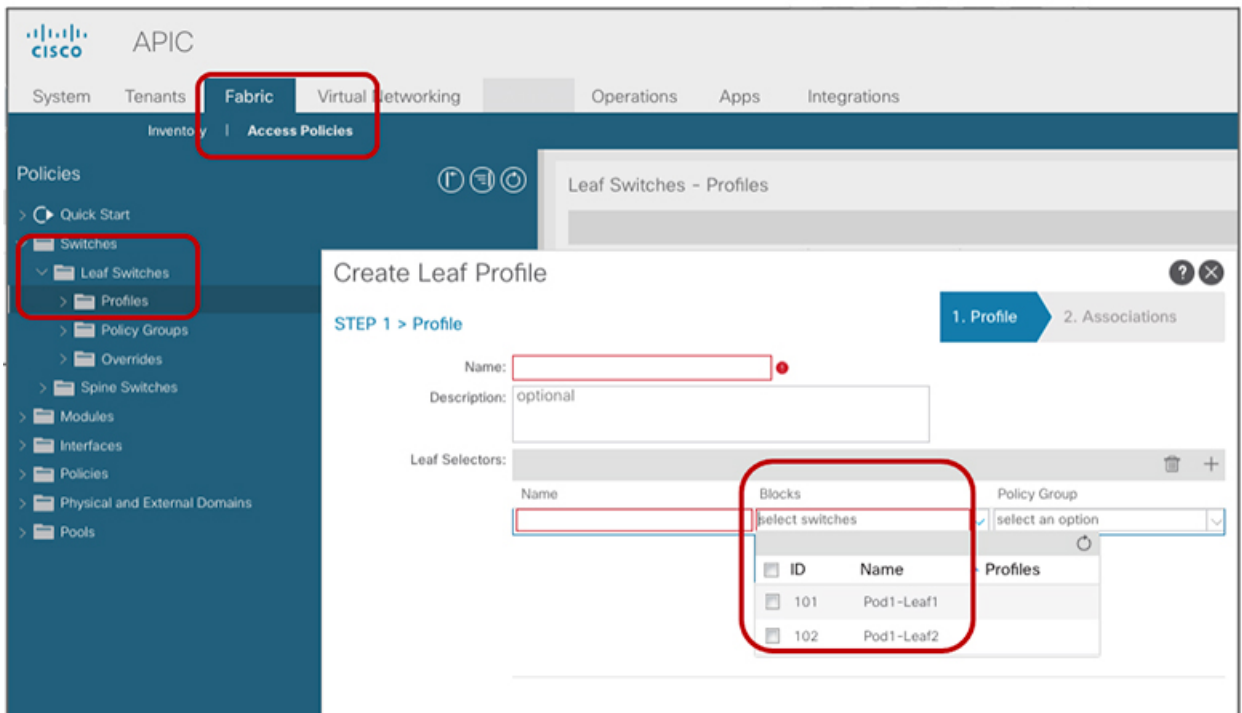 CISCO
APIC
System Tenants Fabric Virtual Networking Operations Apps Integrations
Inventory | Access Policies
Policies
Leaf Switches - Profiles
Quick Start
Switches
Leaf Switches
Profiles
Policy Groups
Overrides
Spine Switches
Modules
Interfaces
Policies
Physical and External Domains
Pools
Create Leaf Profile
STEP 1 > Profile
1. Profile 2. Associations
Name:
Description: optional
Leaf Selectors:
Name Blocks Policy Group
select switches select an option
ID Name Profiles
101 Pod1-Leaf1
102 Pod1-Leaf2